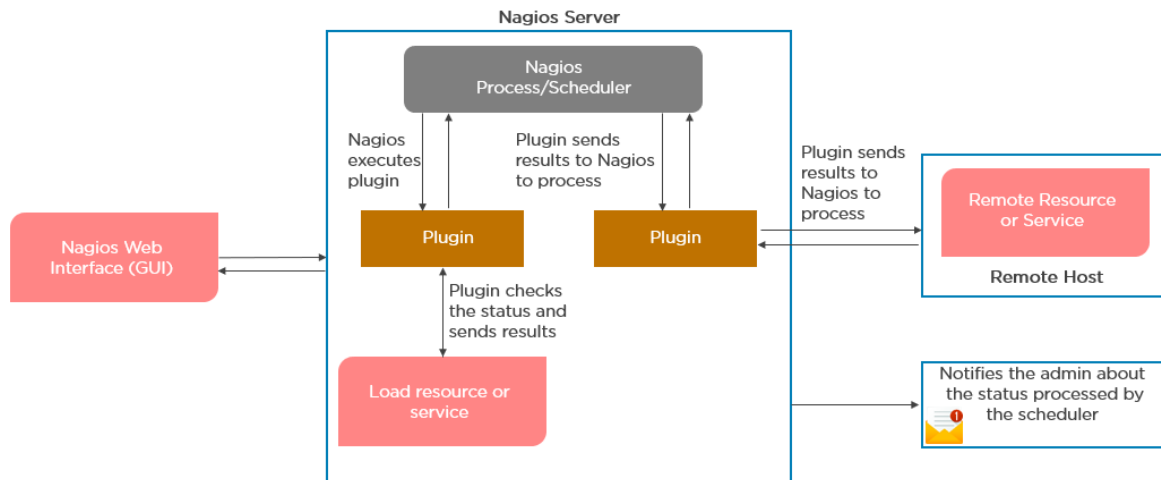 Nagios Server
Nagios
Process/Scheduler
Nagios
executes
plugin
Plugin sends
results to Nagios
to process
Plugin sends
results to
Nagios to
process
Remote Resource
or Service
Remote Host
Nagios Web
Interface (GUI)
Plugin
Plugin
Plugin checks
the status and
sends results
Load resource or
service
Notifies the admin about
the status processed by
the scheduler
1